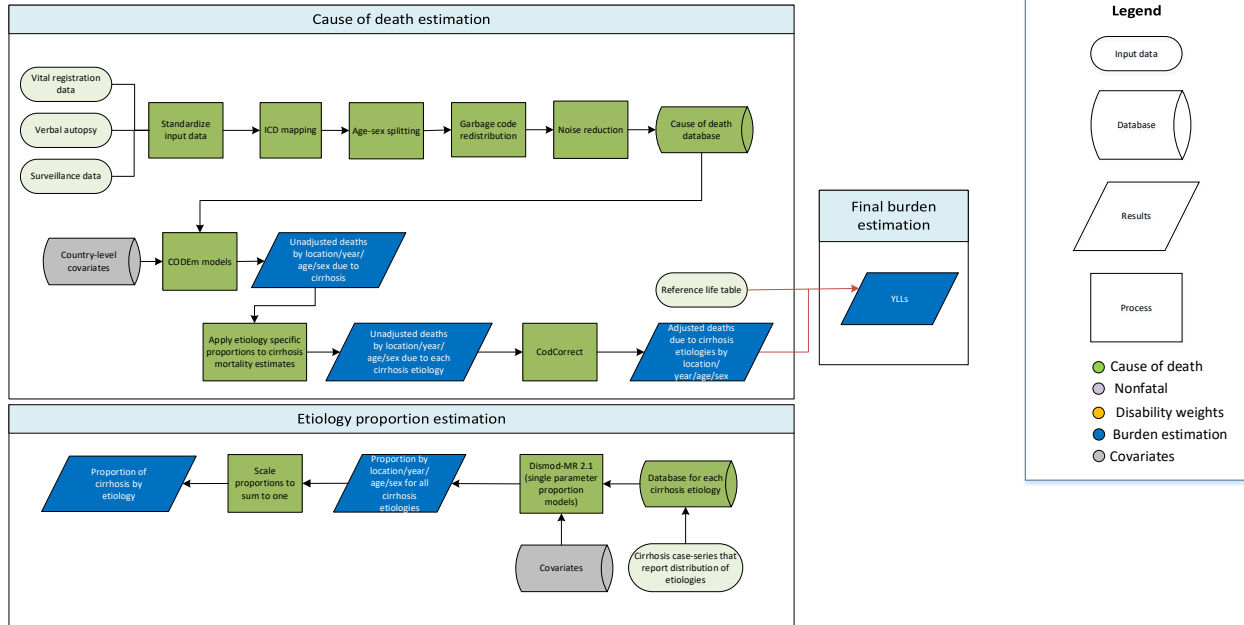 Cause of death estimation
Vital registration
data
Verbal autopsy
Surveillance data
Standardize
input data
ICD mapping
Age-sex splitting
Garbage code
redistribution
Noise reduction
Cause of death
database
Country-level
covariates
CODEm models
Unadjusted deaths
by location/year/
age/sex due to
cirrhosis
Apply etiology specific
proportions to cirrhosis
mortality estimates
Unadjusted deaths
by location/year/
age/sex due to each
cirrhosis etiology
CodCorrect
Reference life table
Adjusted deaths
due to cirrhosis
etiologies by
location/
year/age/sex
Final burden
estimation
YLLs
Etiology proportion estimation
Proportion of
cirrhosis by
etiology
Scale
proportions to
sum to one
Proportion by
location/year/
age/sex for all
cirrhosis
etiologies
Dismod-MR 2.1
(single parameter
proportion
models)
Database for each
cirrhosis etiology
Covariates
Cirrhosis case-series that
report distribution of
etiologies
Legend
Input data
Database
Results
Process
Cause of death
Nonfatal
Disability weights
Burden estimation
Covariates